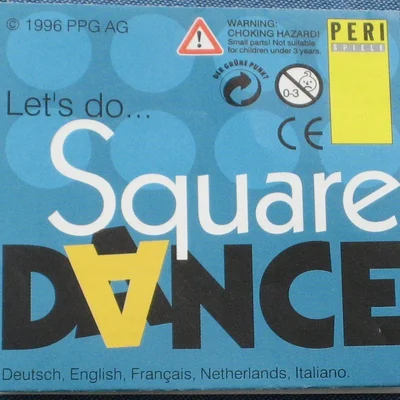 © 1996 PPG AG
WARNING:
CHOKING HAZARD!
Small parts! Not suitable
for children under 3 years.
PERI
SPIELE
DER GRÜNE PUNKT
0-3
CE
Let's do...
Square
DANCE
Deutsch, English, Français, Netherlands, Italiano.